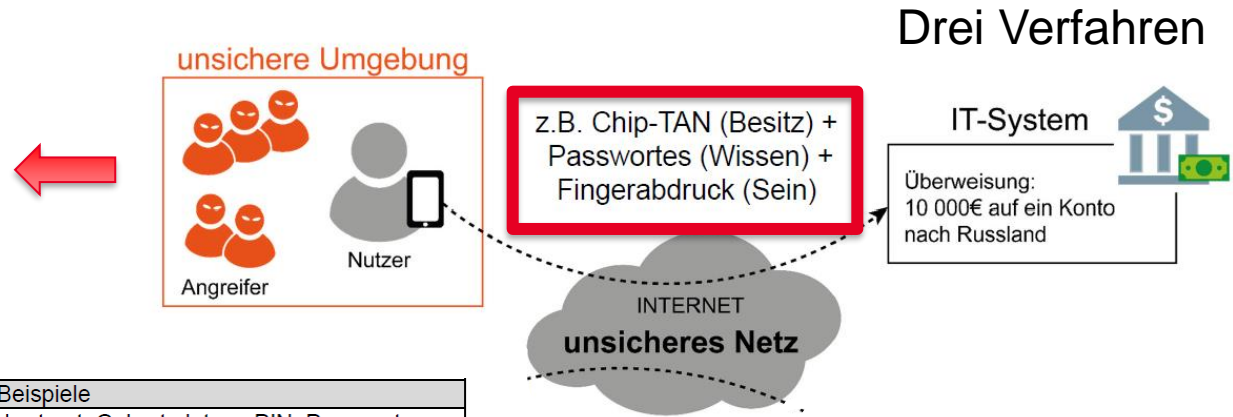 Drei Verfahren
unsichere Umgebung
z.B. Chip-TAN (Besitz) +
Passwortes (Wissen) +
Fingerabdruck (Sein)
IT-System
$
Überweisung:
10 000€ auf ein Konto
nach Russland
Nutzer
Angreifer
INTERNET
unsicheres Netz
Beispiele